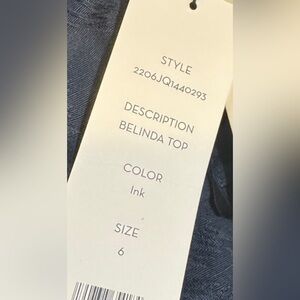 STYLE
2206JQ1440293
DESCRIPTION
BELINDA TOP
COLOR
Ink
SIZE
6